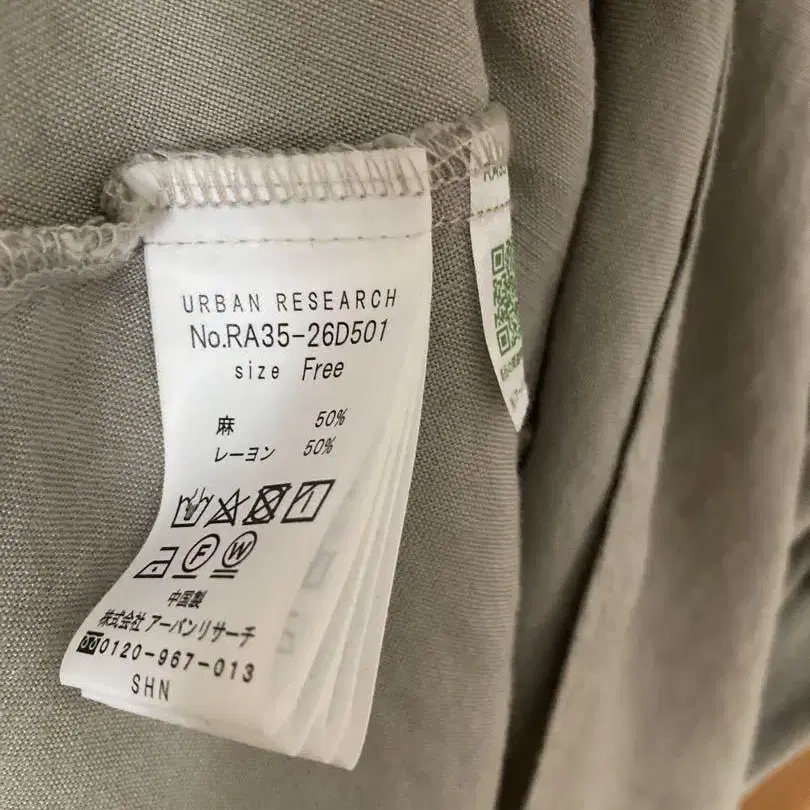 URBAN RESEARCH
No.RA35-26D501
size Free
麻 50%
レーヨン 50%
F W
中国製
株式会社 アーバンリサーチ
0120-967-013
SHN
RA35